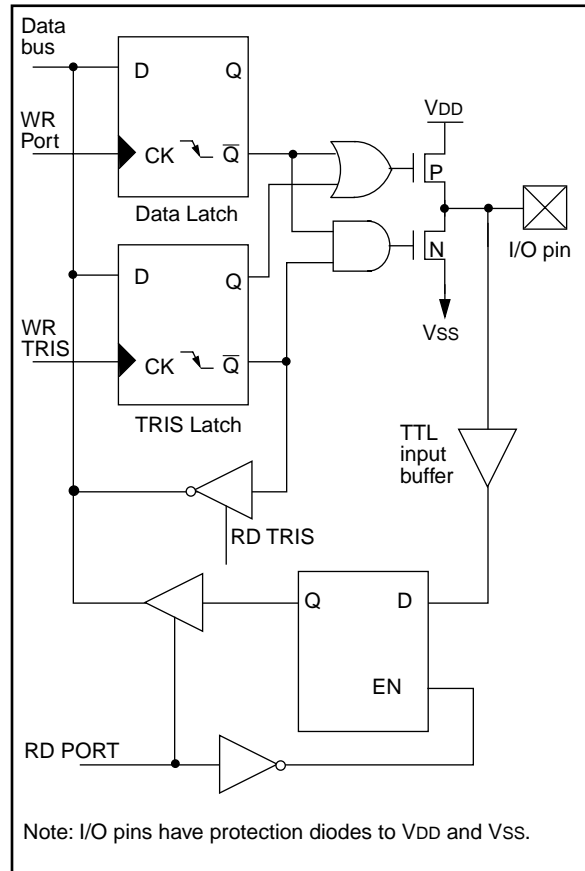 Data
bus
D
Q
WR
Port
CK
Q
VDD
P
Data Latch
N
I/O pin
D
Q
VSS
WR
TRIS
CK
Q
TRIS Latch
TTL
input
buffer
RD TRIS
Q
D
EN
RD PORT
Note: I/O pins have protection diodes to VDD and VSS.